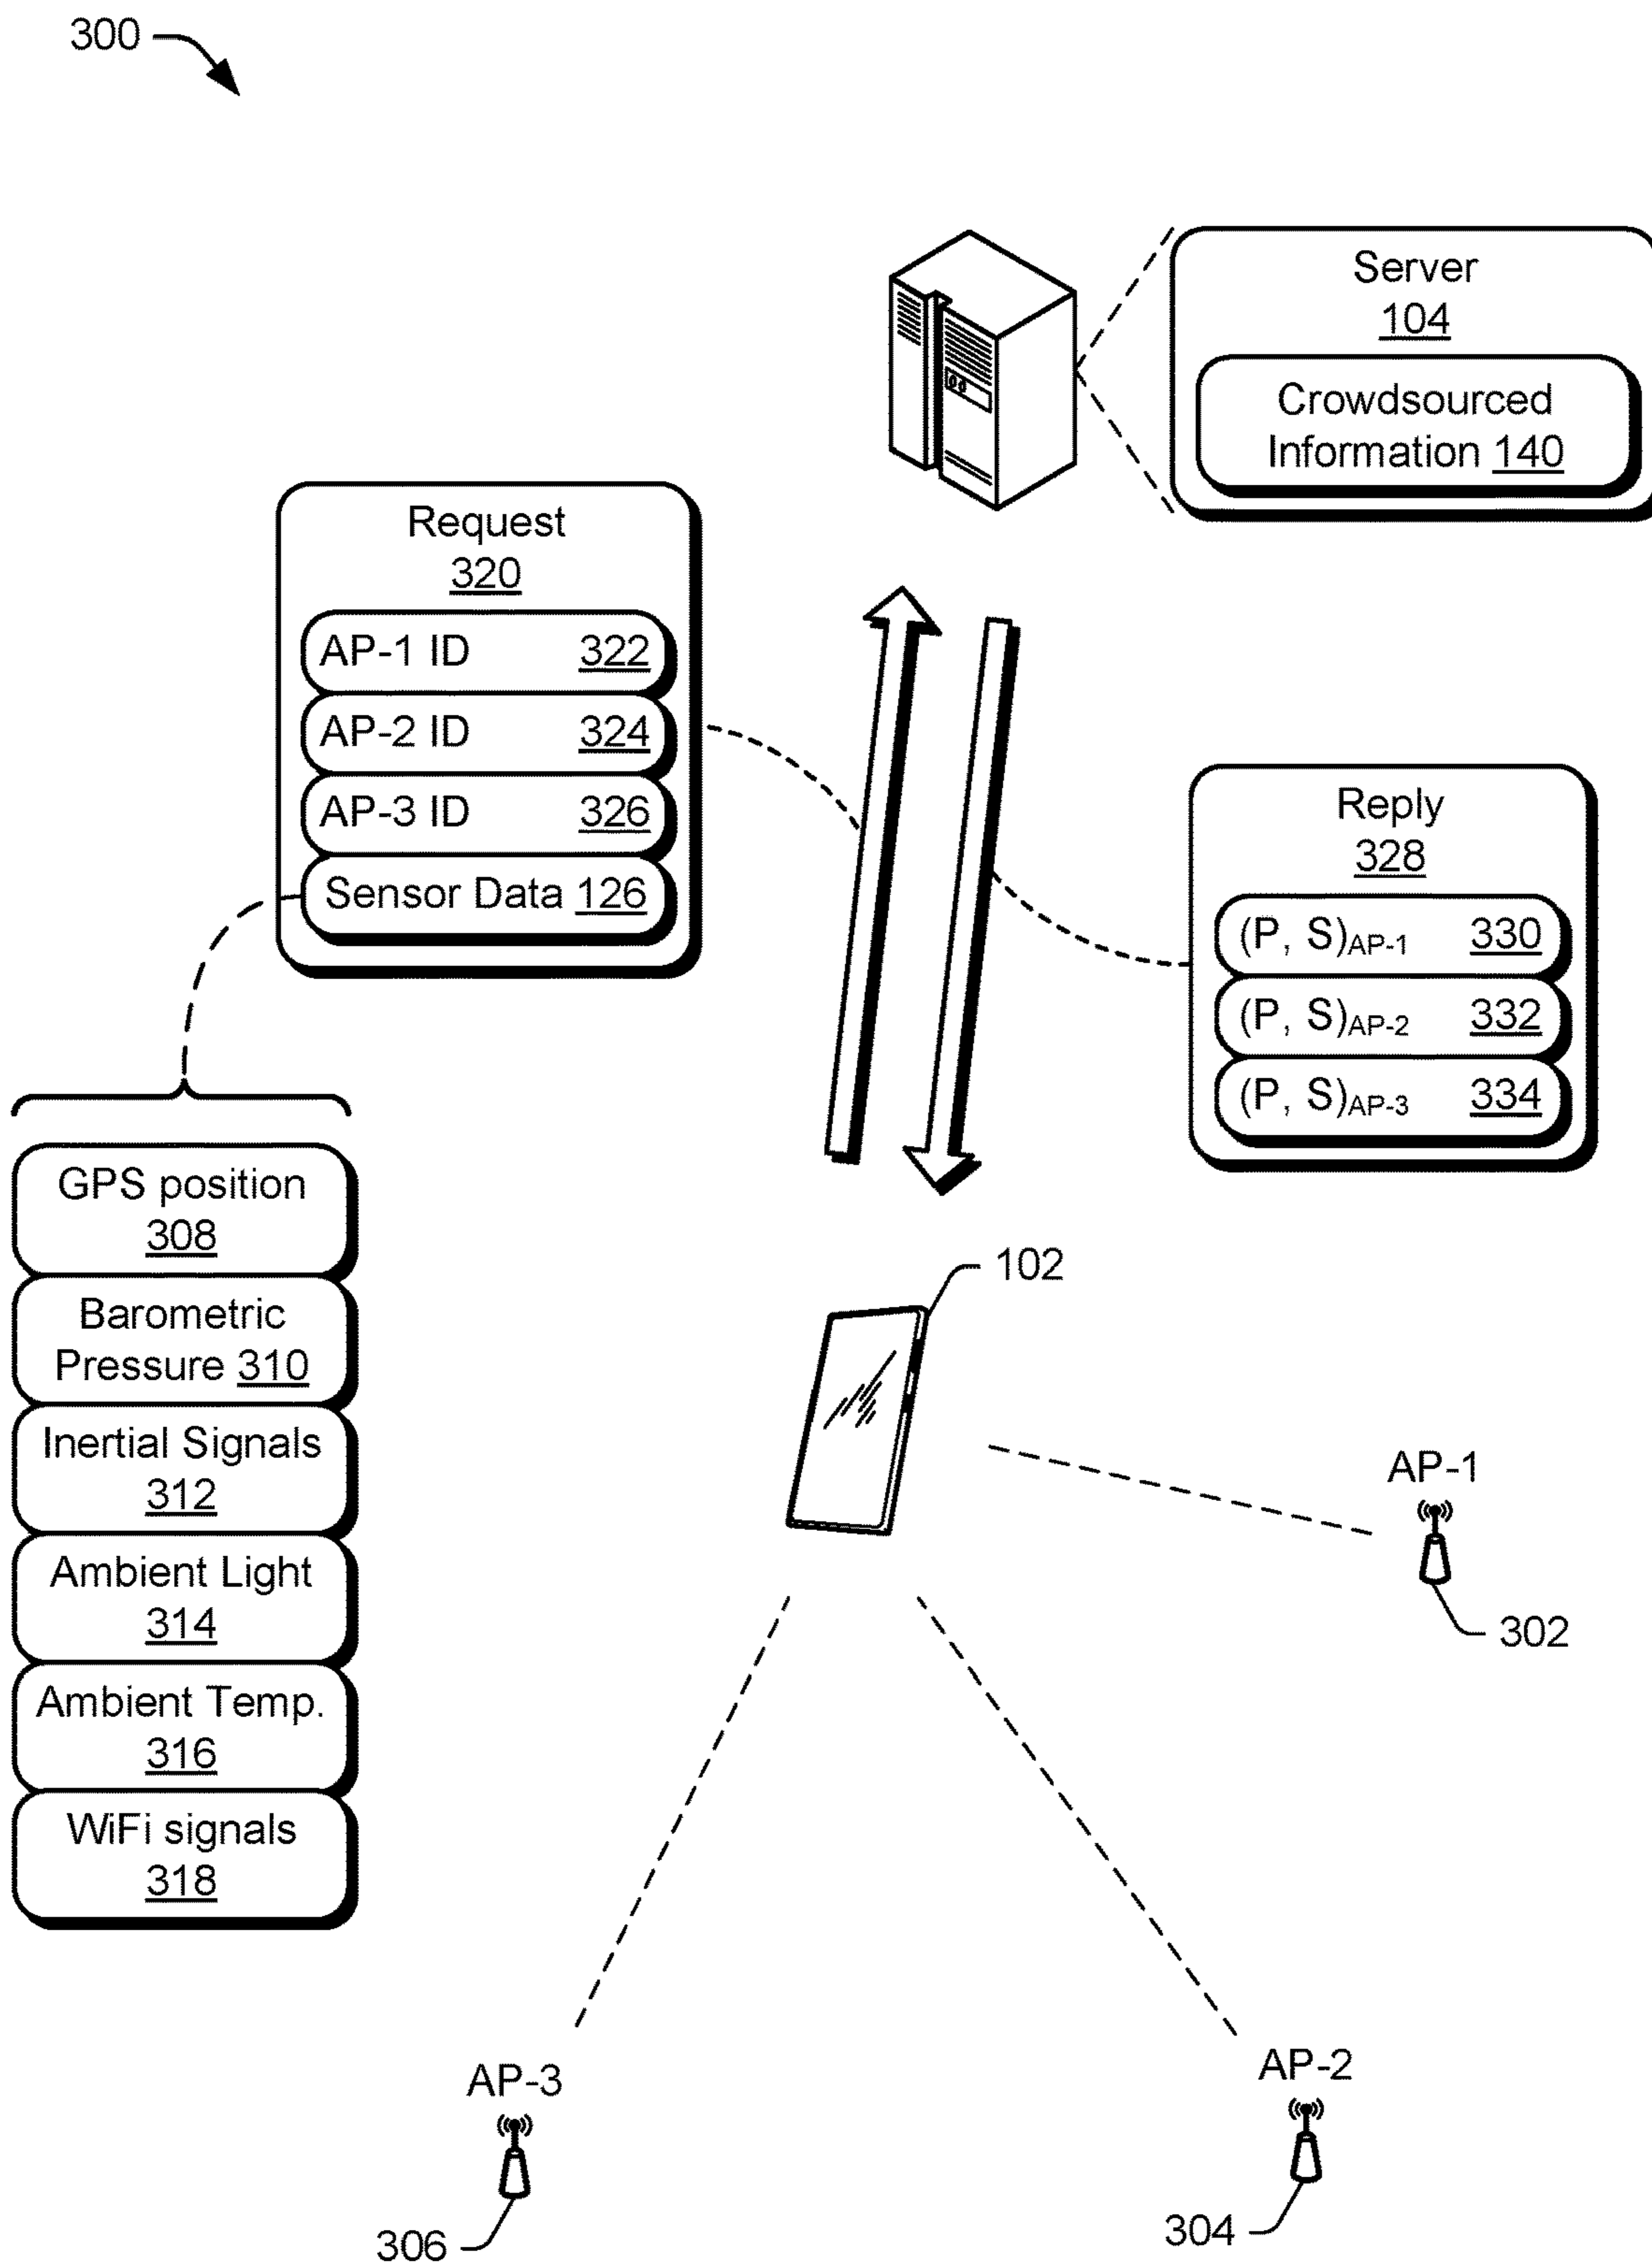 300
Server
104
Crowdsourced
Information 140
Request
320
AP-1 ID 322
AP-2 ID 324
AP-3 ID 326
Sensor Data 126
Reply
328
(P, S)AP-1 330
(P, S)AP-2 332
(P, S)AP-3 334
GPS position
308
Barometric
Pressure 310
Inertial Signals
312
Ambient Light
314
Ambient Temp.
316
WiFi signals
318
102
AP-1
302
AP-2
304
AP-3
306